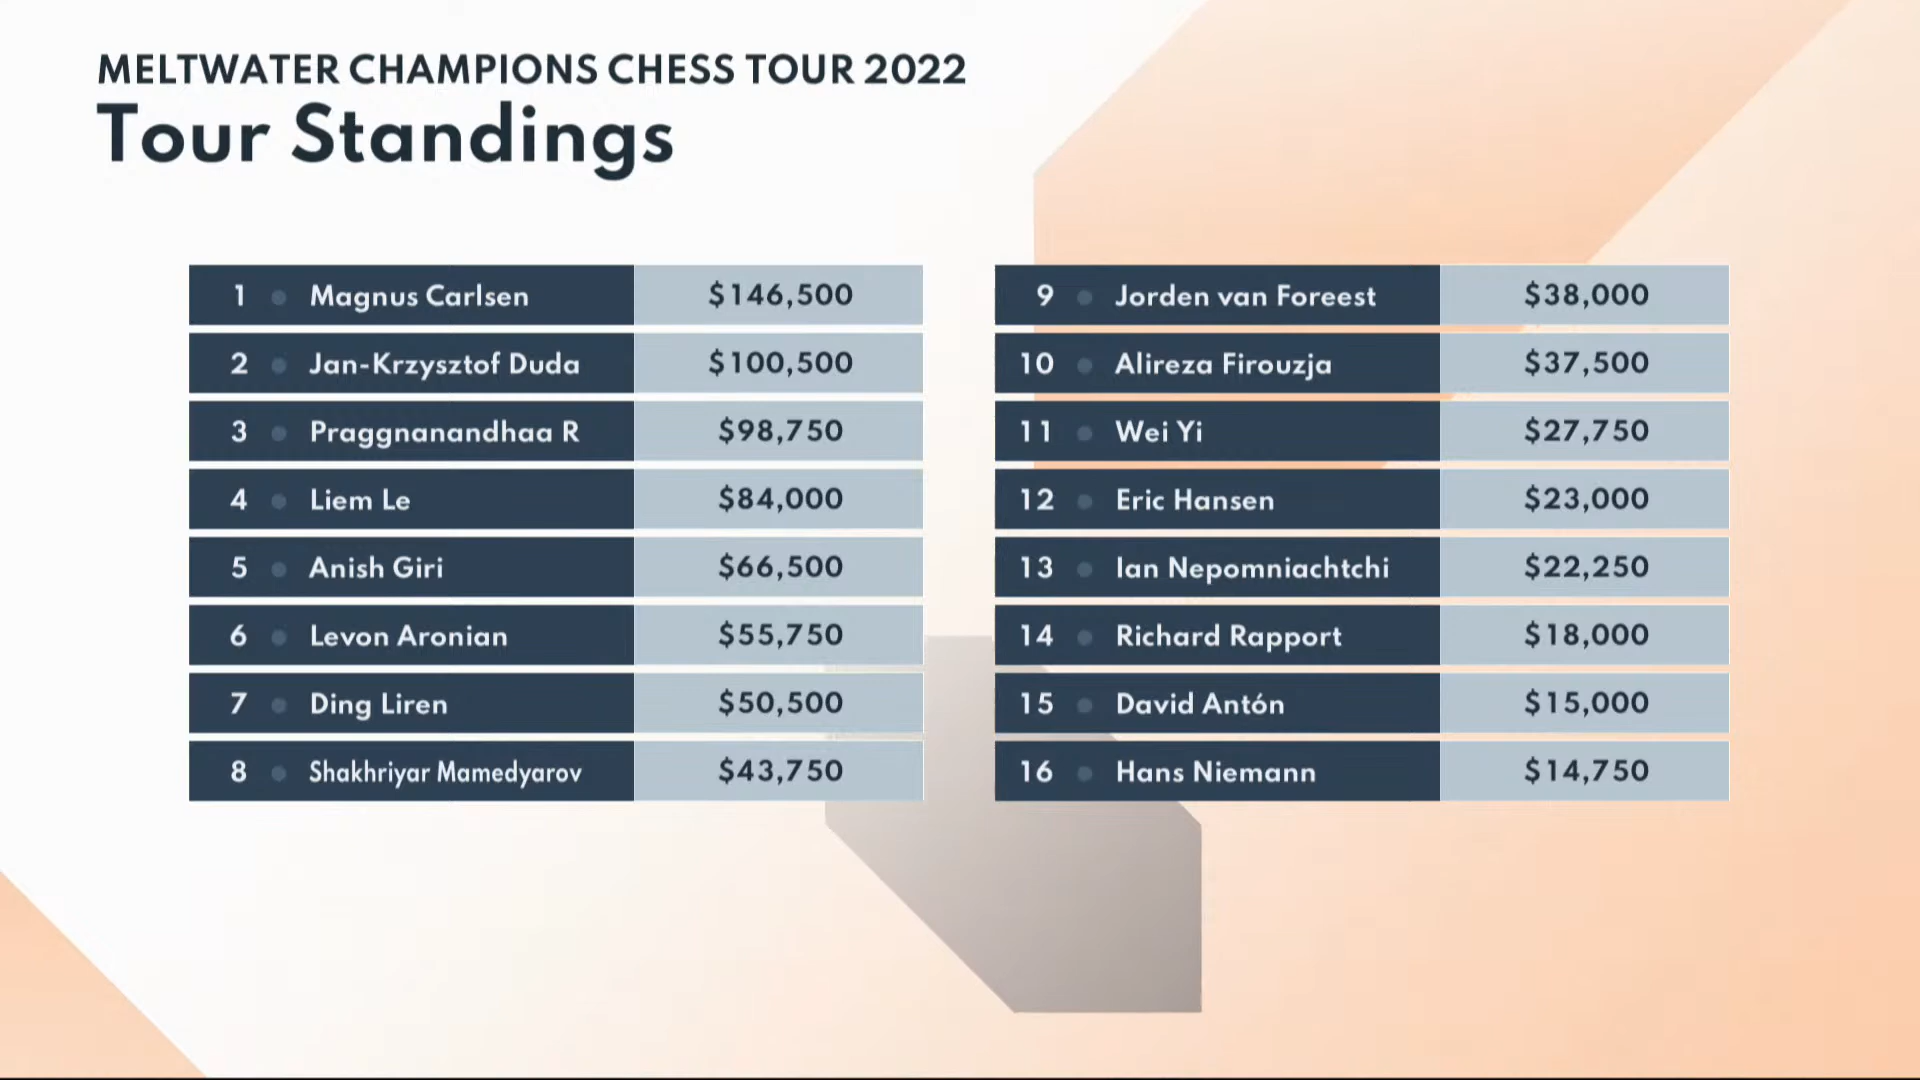 MELTWATER CHAMPIONS CHESS TOUR 2022
Tour Standings
1 Magnus Carlsen $146,500
2 Jan-Krzysztof Duda $100,500
3 Praggnanandhaa R $98,750
4 Liem Le $84,000
5 Anish Giri $66,500
6 Levon Aronian $55,750
7 Ding Liren $50,500
8 Shakhriyar Mamedyarov $43,750
9 Jorden van Foreest $38,000
10 Alireza Firouzja $37,500
11 Wei Yi $27,750
12 Eric Hansen $23,000
13 Ian Nepomniachtchi $22,250
14 Richard Rapport $18,000
15 David Antón $15,000
16 Hans Niemann $14,750